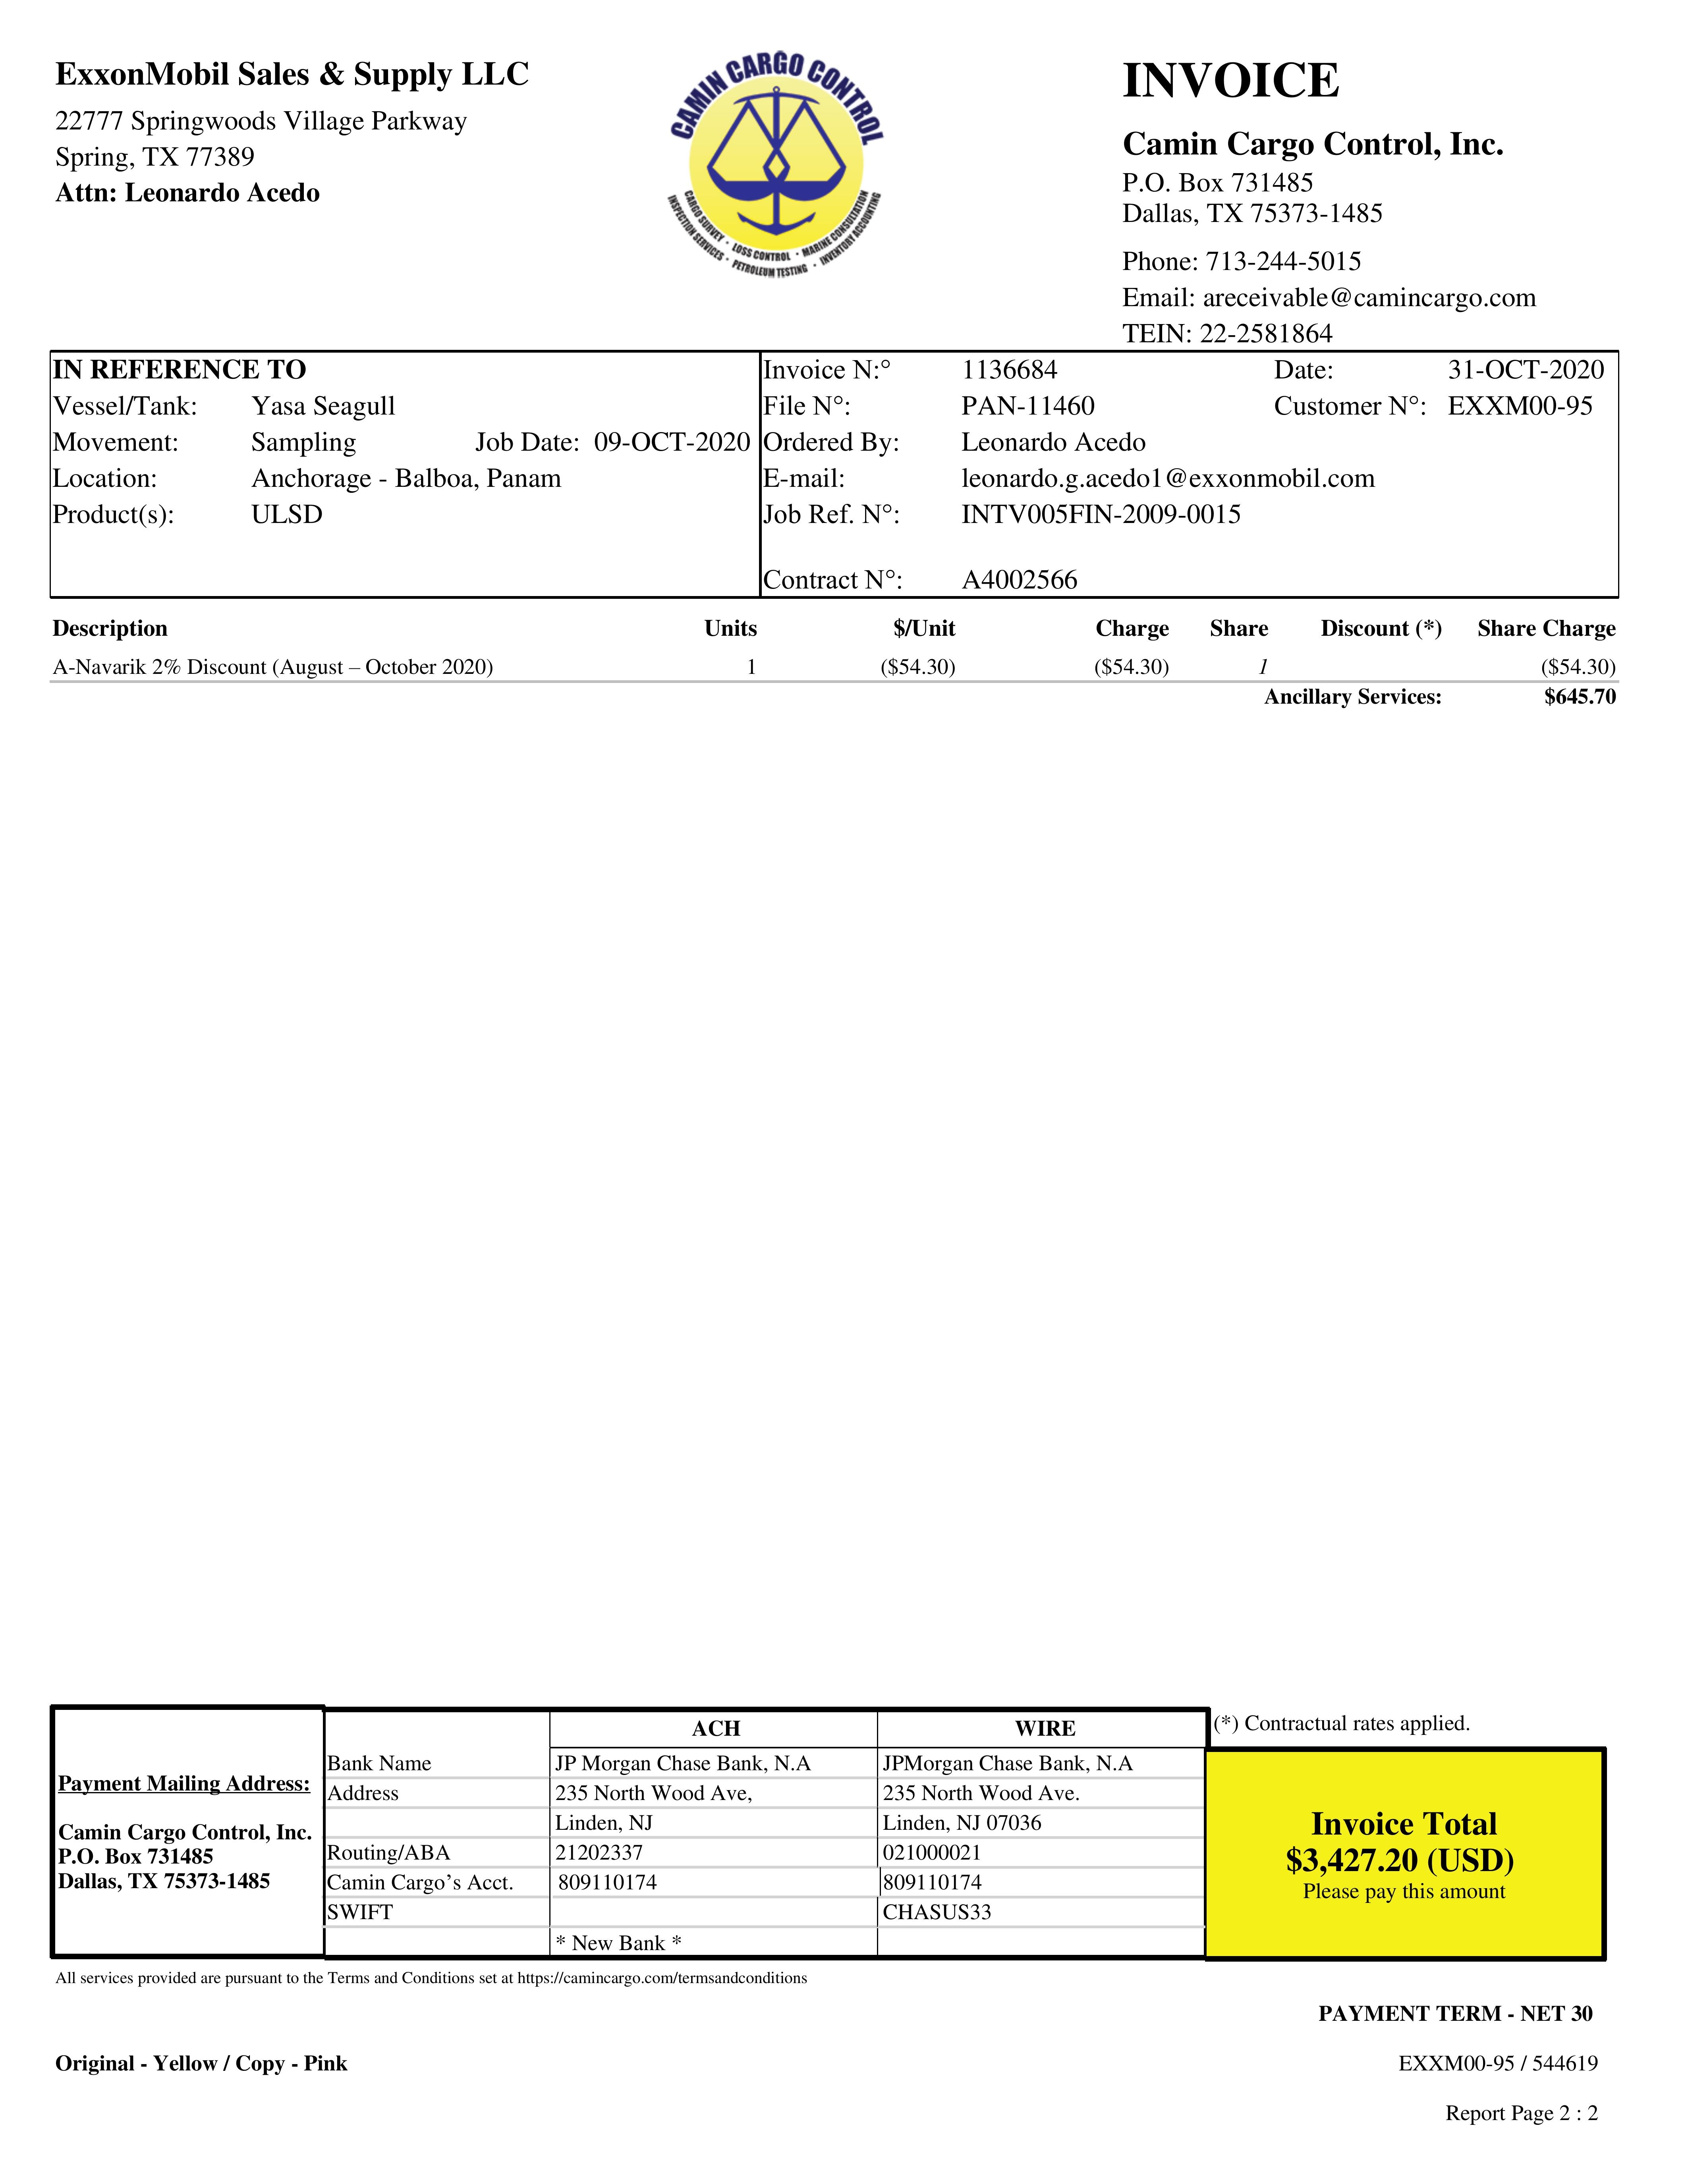 ExxonMobil Sales & Supply LLC
22777 Springwoods Village Parkway
Spring, TX 77389
Attn: Leonardo Acedo
CAMIN CARGO CONTROL
CARGO SURVEY · LOSS CONTROL · MARINE CONSULTATION
INSPECTION SERVICES · PETROLEUM TESTING · INVENTORY ACCOUNTING
INVOICE
Camin Cargo Control, Inc.
P.O. Box 731485
Dallas, TX 75373-1485
Phone: 713-244-5015
Email: areceivable@camincargo.com
TEIN: 22-2581864
IN REFERENCE TO
Vessel/Tank: Yasa Seagull
Movement: Sampling Job Date: 09-OCT-2020
Location: Anchorage - Balboa, Panam
Product(s): ULSD
Invoice N:° 1136684 Date: 31-OCT-2020
File N°: PAN-11460 Customer N°: EXXM00-95
Ordered By: Leonardo Acedo
E-mail: leonardo.g.acedo1@exxonmobil.com
Job Ref. N°: INTV005FIN-2009-0015
Contract N°: A4002566
Description Units $/Unit Charge Share Discount (*) Share Charge
A-Navarik 2% Discount (August – October 2020) 1 ($54.30) ($54.30) 1 ($54.30)
Ancillary Services: $645.70
Payment Mailing Address:
Camin Cargo Control, Inc.
P.O. Box 731485
Dallas, TX 75373-1485
ACH WIRE
Bank Name JP Morgan Chase Bank, N.A JPMorgan Chase Bank, N.A
Address 235 North Wood Ave, 235 North Wood Ave.
Linden, NJ Linden, NJ 07036
Routing/ABA 21202337 021000021
Camin Cargo’s Acct. 809110174 809110174
SWIFT CHASUS33
* New Bank *
(*) Contractual rates applied.
Invoice Total
$3,427.20 (USD)
Please pay this amount
All services provided are pursuant to the Terms and Conditions set at https://camincargo.com/termsandconditions
PAYMENT TERM - NET 30
Original - Yellow / Copy - Pink
EXXM00-95 / 544619
Report Page 2 : 2